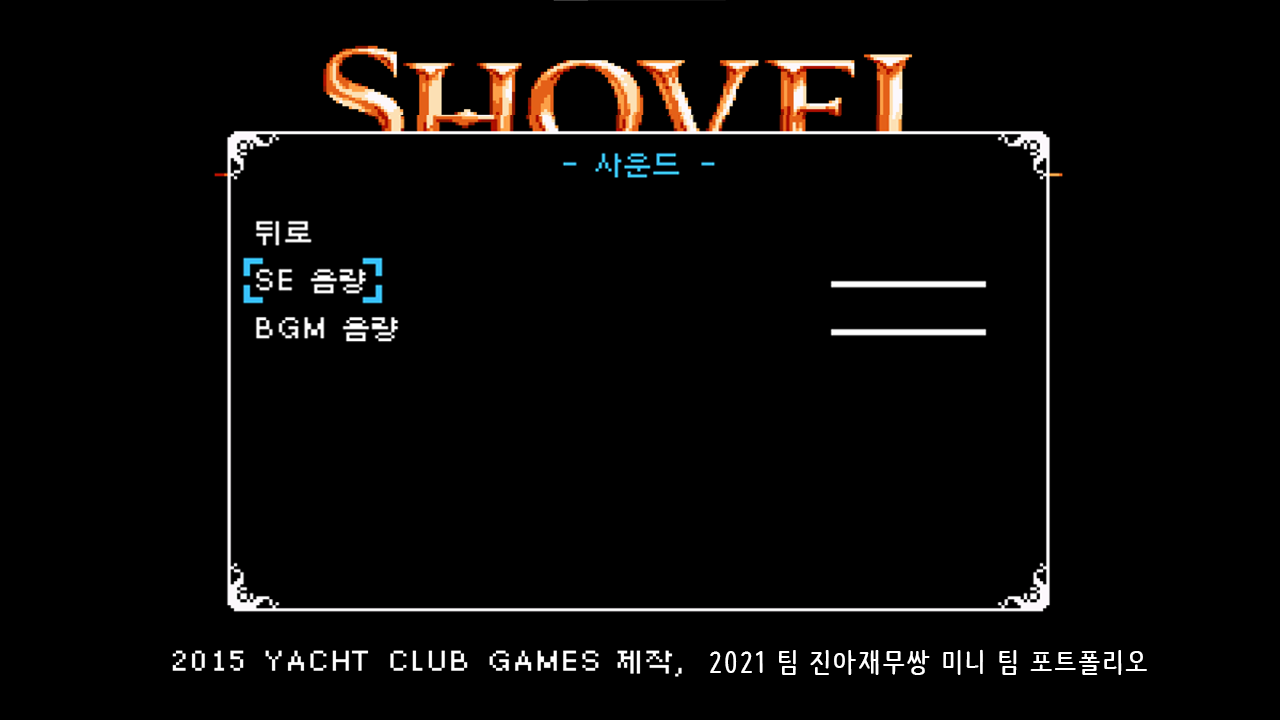 SHOVEL
- 사운드 -
뒤로
SE 음량
BGM 음량
2015 YACHT CLUB GAMES 제작, 2021 팀 진아재무쌍 미니 팀 포트폴리오